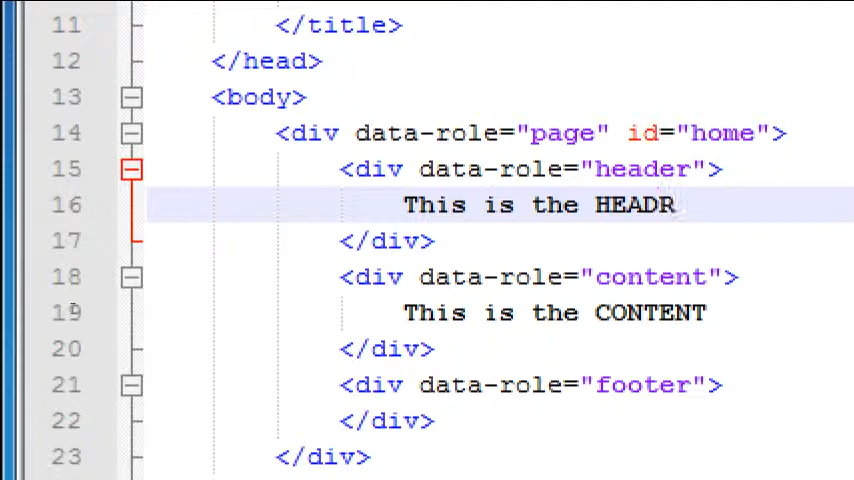 11 </title>
12 </head>
13 <body>
14 <div data-role="page" id="home">
15 <div data-role="header">
16 This is the HEADR
17 </div>
18 <div data-role="content">
19 This is the CONTENT
20 </div>
21 <div data-role="footer">
22 </div>
23 </div>